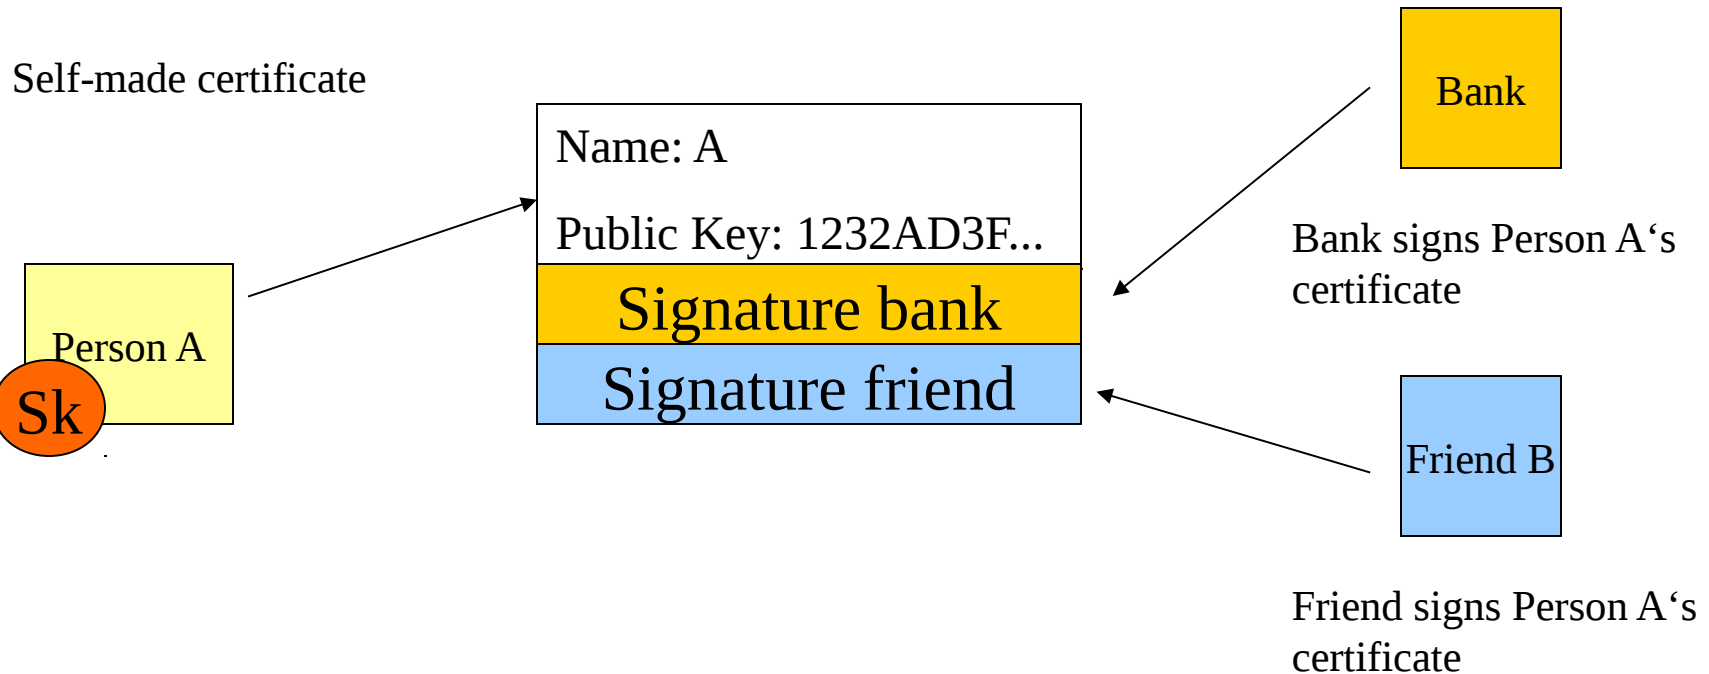 Self-made certificate
Name: A
Public Key: 1232AD3F...
Signature bank
Signature friend
Person A
Sk
Bank
Bank signs Person A‘s
certificate
Friend B
Friend signs Person A‘s
certificate